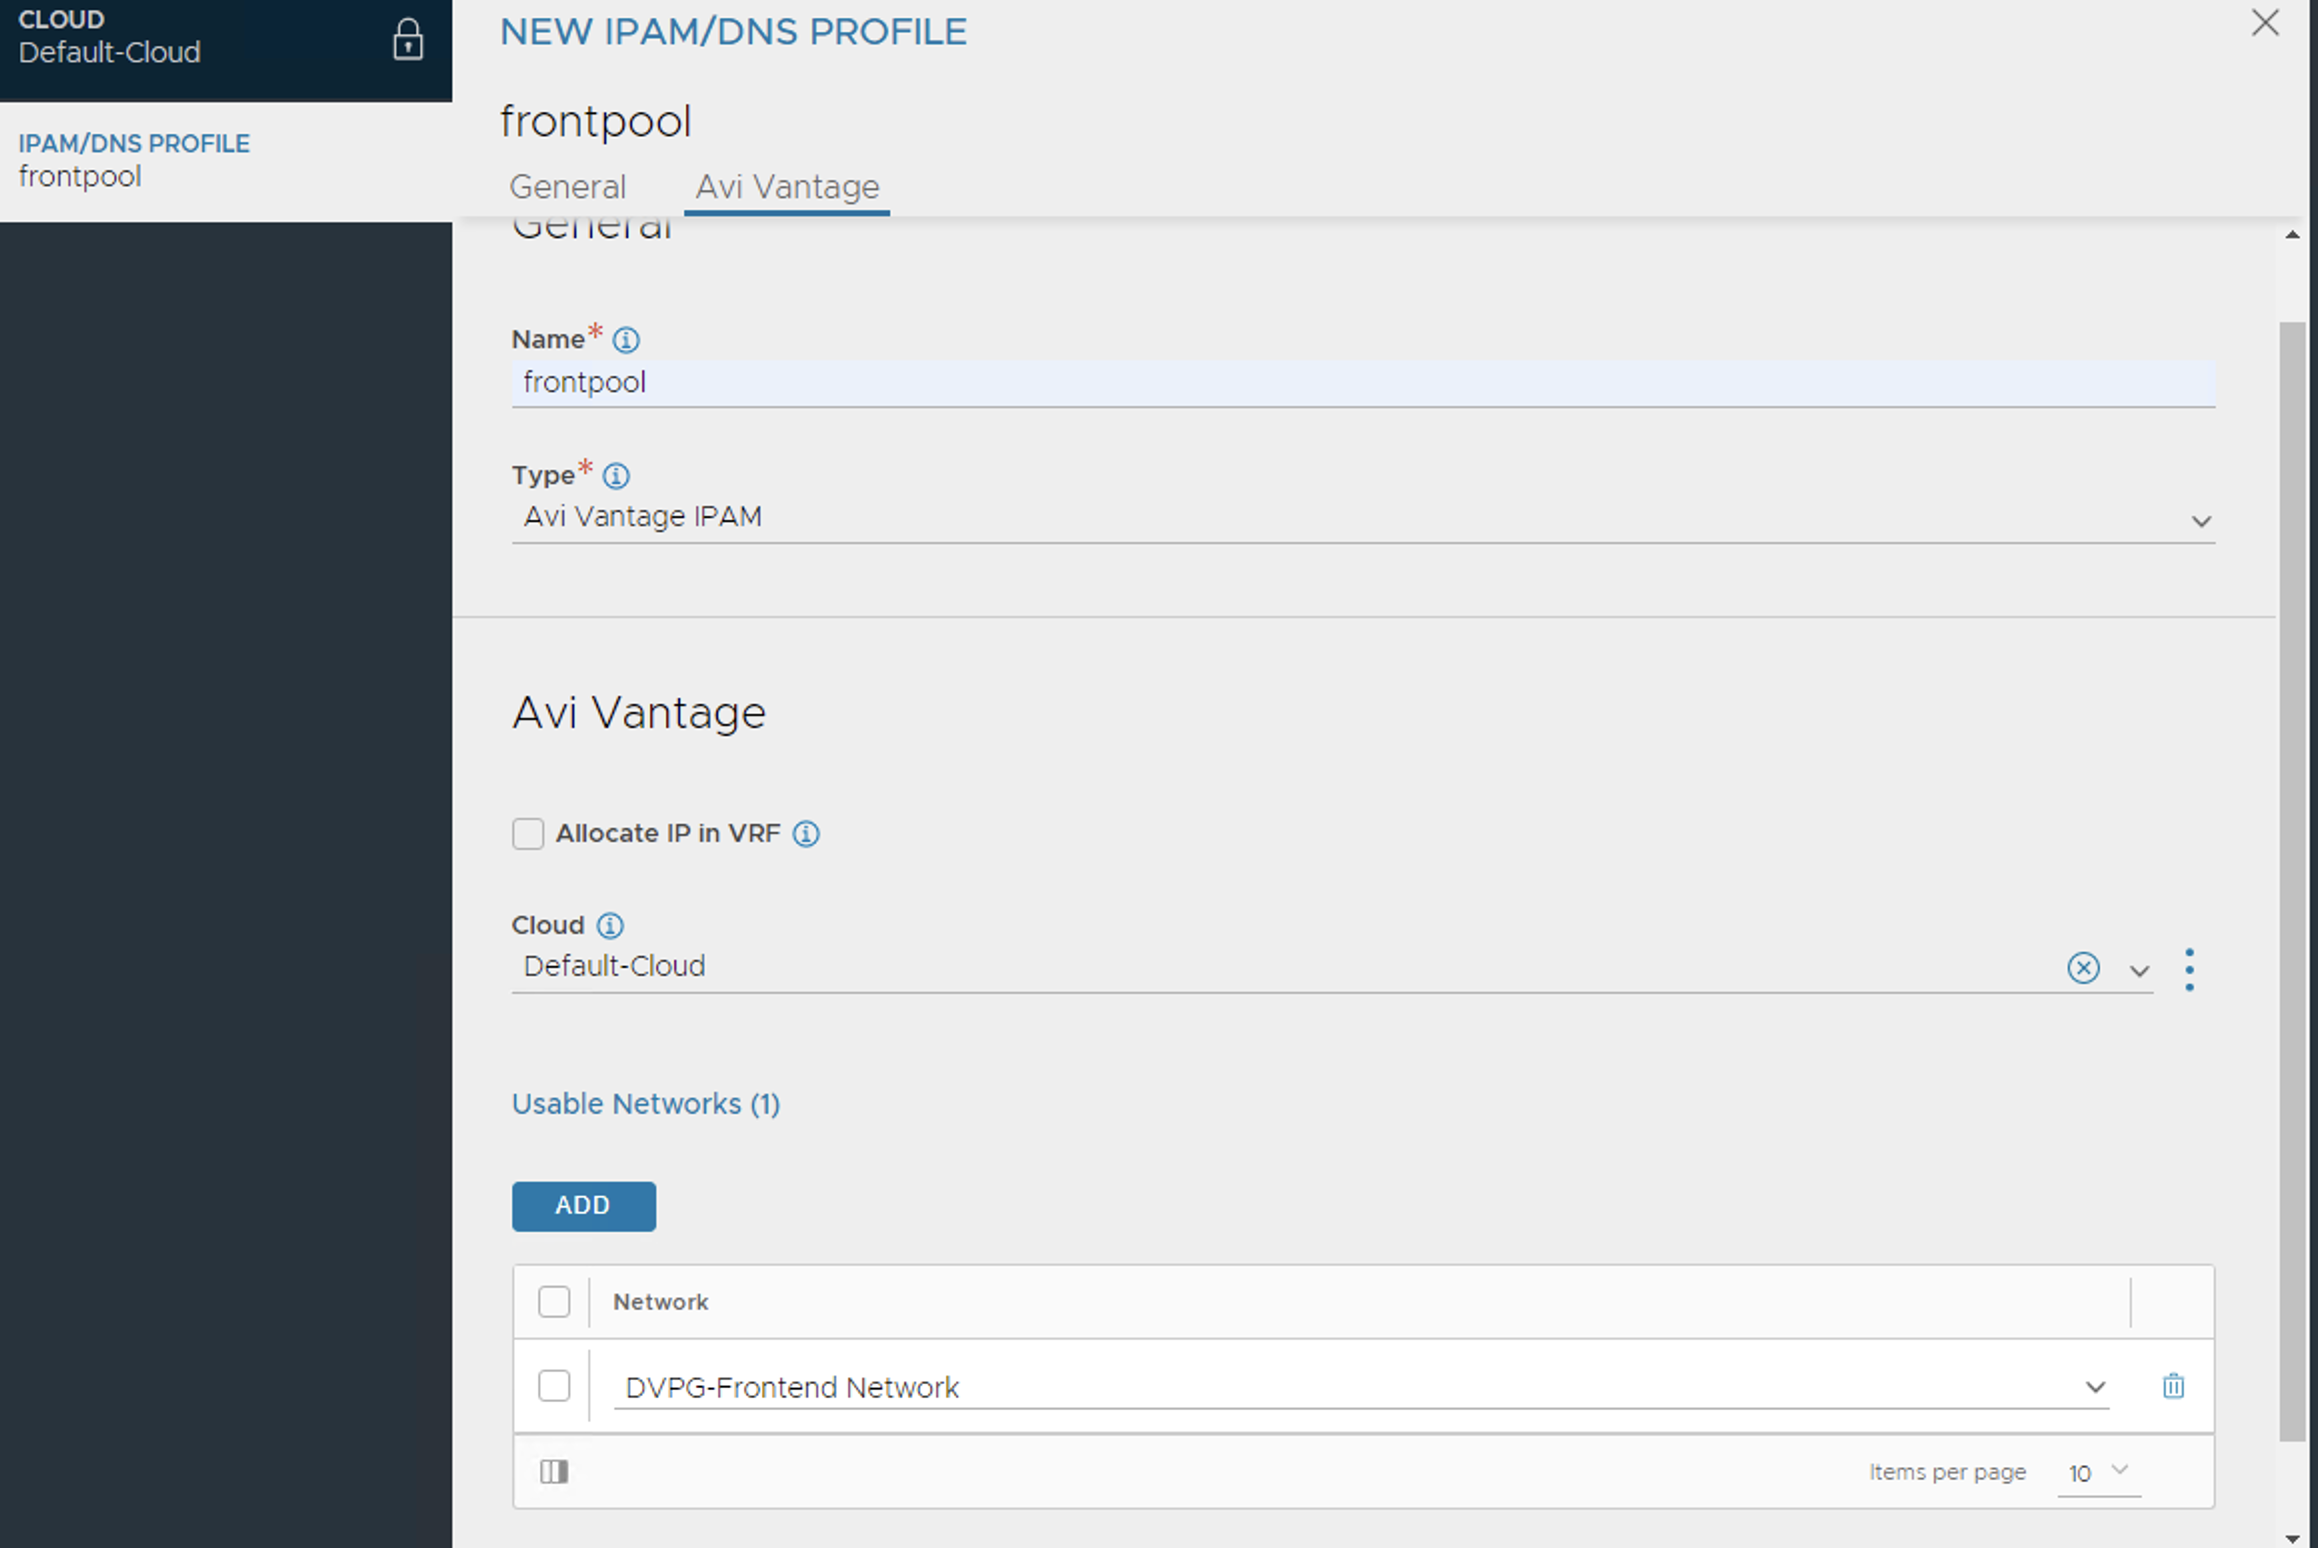 CLOUD
Default-Cloud
IPAM/DNS PROFILE
frontpool
NEW IPAM/DNS PROFILE
frontpool
General
Avi Vantage
General
Name*
frontpool
Type*
Avi Vantage IPAM
Avi Vantage
Allocate IP in VRF
Cloud
Default-Cloud
Usable Networks (1)
ADD
Network
DVPG-Frontend Network
Items per page
10